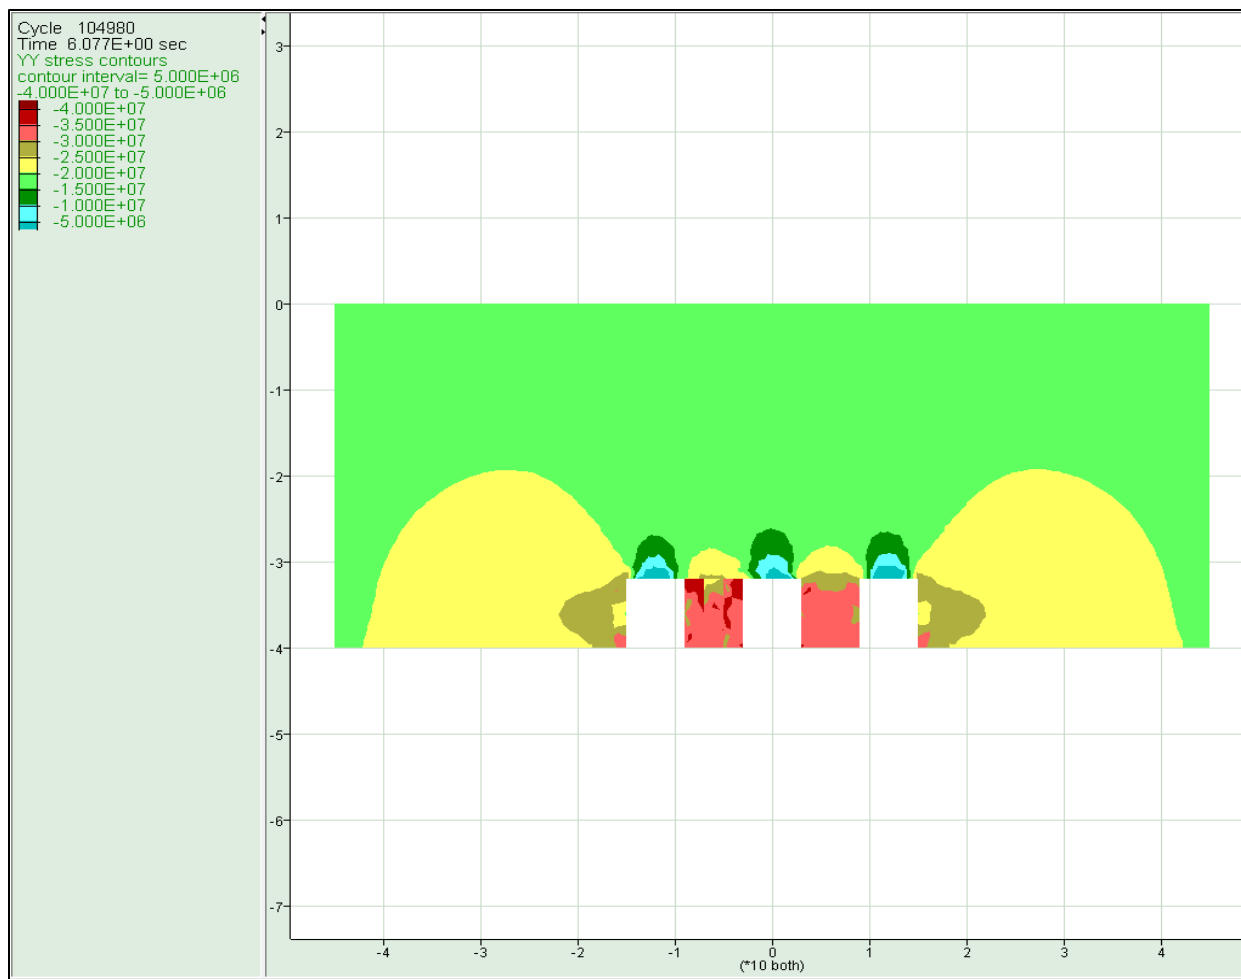 Cycle 104980
Time 6.077E+00 sec
YY stress contours
contour interval= 5.000E+06
-4.000E+07 to -5.000E+06
-4.000E+07
-3.500E+07
-3.000E+07
-2.500E+07
-2.000E+07
-1.500E+07
-1.000E+07
-5.000E+06
3
2
1
0
-1
-2
-3
-4
-5
-6
-7
-4 -3 -2 -1 0 1 2 3 4
(*10 both)